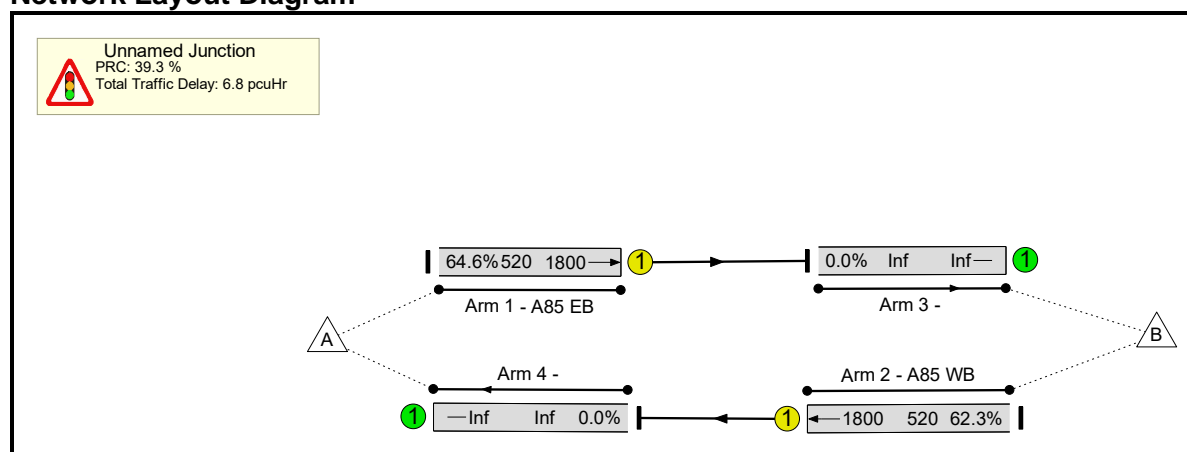 Network Layout Diagram
Unnamed Junction
PRC: 39.3 %
Total Traffic Delay: 6.8 pcuHr
64.6% 520 1800
1
0.0% Inf Inf
1
Arm 1 - A85 EB
Arm 3 -
A
B
Arm 4 -
Arm 2 - A85 WB
1
Inf Inf 0.0%
1
1800 520 62.3%